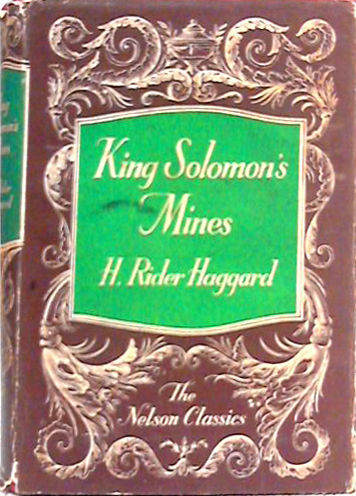 King Solomon's
Mines
H. Rider Haggard
The
Nelson Classics